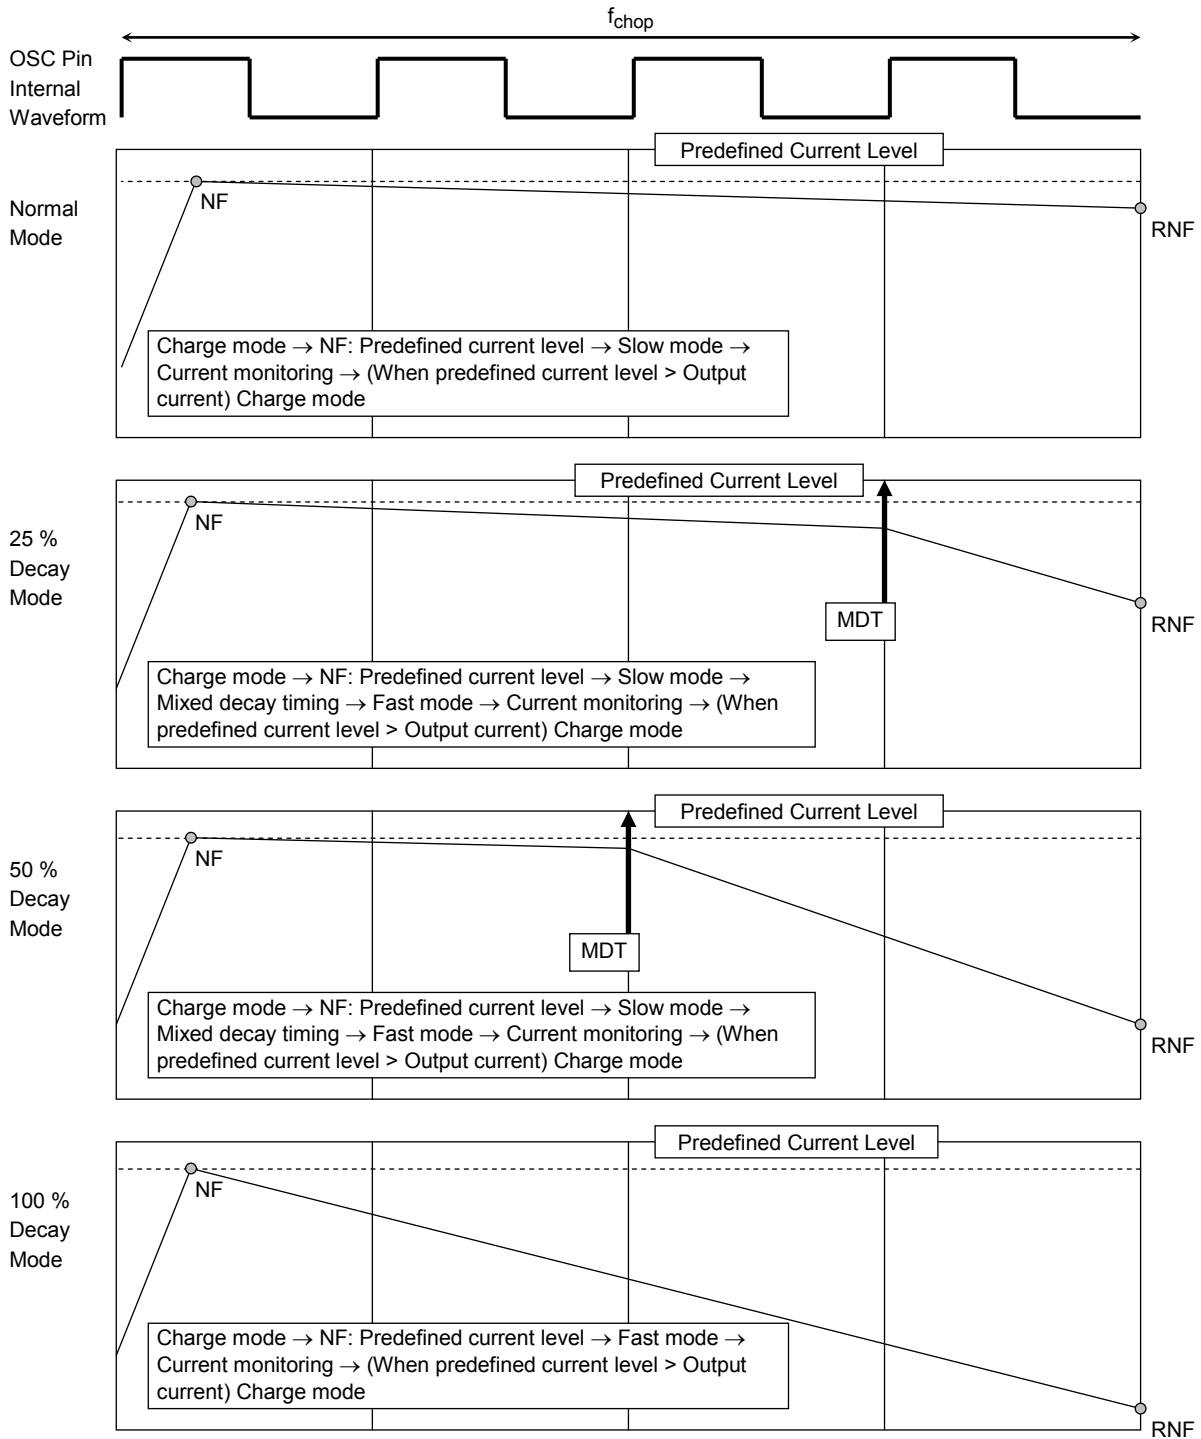 fchop
OSC Pin
Internal
Waveform
Predefined Current Level
NF
Normal
Mode
RNF
Charge mode → NF: Predefined current level → Slow mode →
Current monitoring → (When predefined current level > Output
current) Charge mode
Predefined Current Level
NF
25 %
Decay
Mode
MDT
RNF
Charge mode → NF: Predefined current level → Slow mode →
Mixed decay timing → Fast mode → Current monitoring → (When
predefined current level > Output current) Charge mode
Predefined Current Level
NF
50 %
Decay
Mode
MDT
Charge mode → NF: Predefined current level → Slow mode →
Mixed decay timing → Fast mode → Current monitoring → (When
predefined current level > Output current) Charge mode
RNF
Predefined Current Level
NF
100 %
Decay
Mode
Charge mode → NF: Predefined current level → Fast mode →
Current monitoring → (When predefined current level > Output
current) Charge mode
RNF